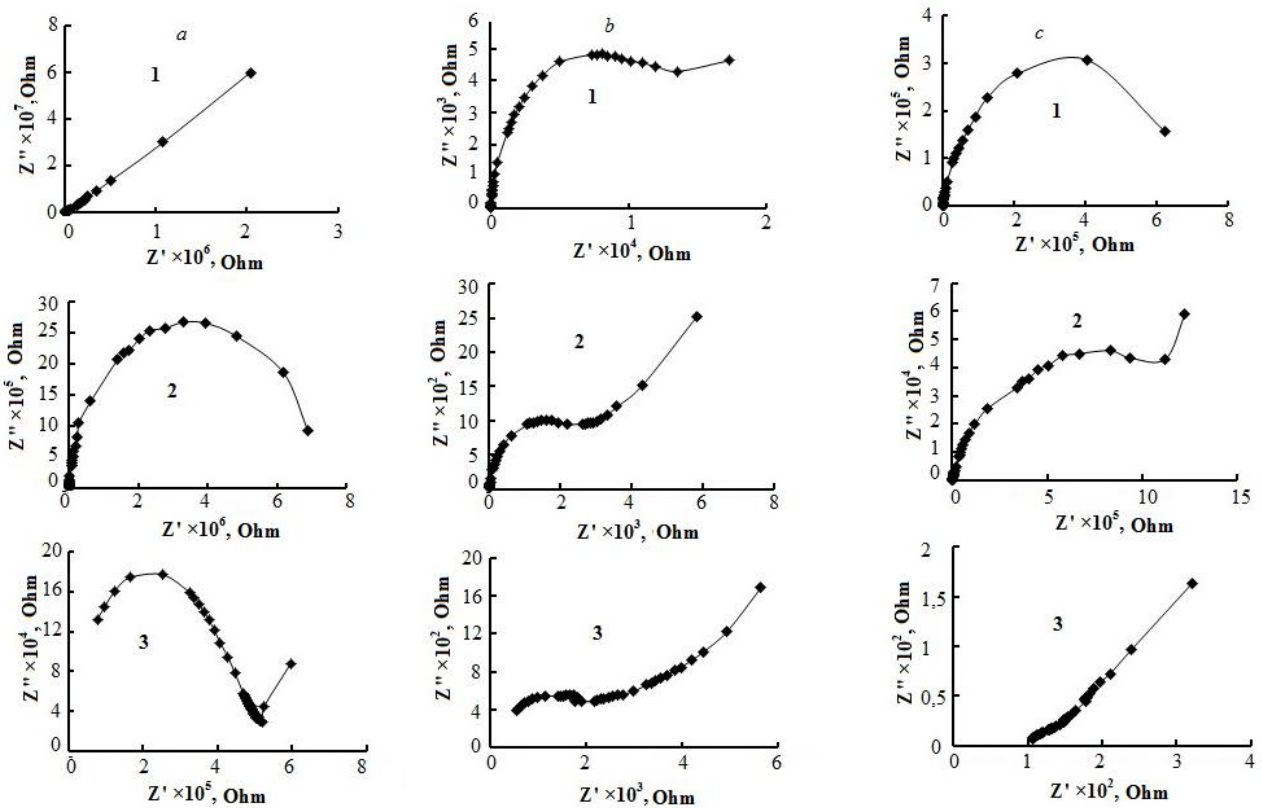 a
1
8
6
4
2
0
Z'' ×10⁷, Ohm
0 1 2 3
Z' ×10⁶, Ohm
b
1
6
5
4
3
2
1
0
Z'' ×10³, Ohm
0 1 2
Z' ×10⁴, Ohm
c
1
4
3
2
1
0
Z'' ×10⁵, Ohm
0 2 4 6 8
Z' ×10⁵, Ohm
2
30
25
20
15
10
5
0
Z'' ×10⁵, Ohm
0 2 4 6 8
Z' ×10⁶, Ohm
2
30
25
20
15
10
5
0
Z'' ×10², Ohm
0 2 4 6 8
Z' ×10³, Ohm
2
7
6
5
4
3
2
1
0
Z'' ×10⁴, Ohm
0 5 10 15
Z' ×10⁵, Ohm
3
20
16
12
8
4
0
Z'' ×10⁴, Ohm
0 2 4 6 8
Z' ×10⁵, Ohm
3
20
16
12
8
4
0
Z'' ×10², Ohm
0 2 4 6
Z' ×10³, Ohm
3
2
1,5
1
0,5
0
Z'' ×10², Ohm
0 1 2 3 4
Z' ×10², Ohm